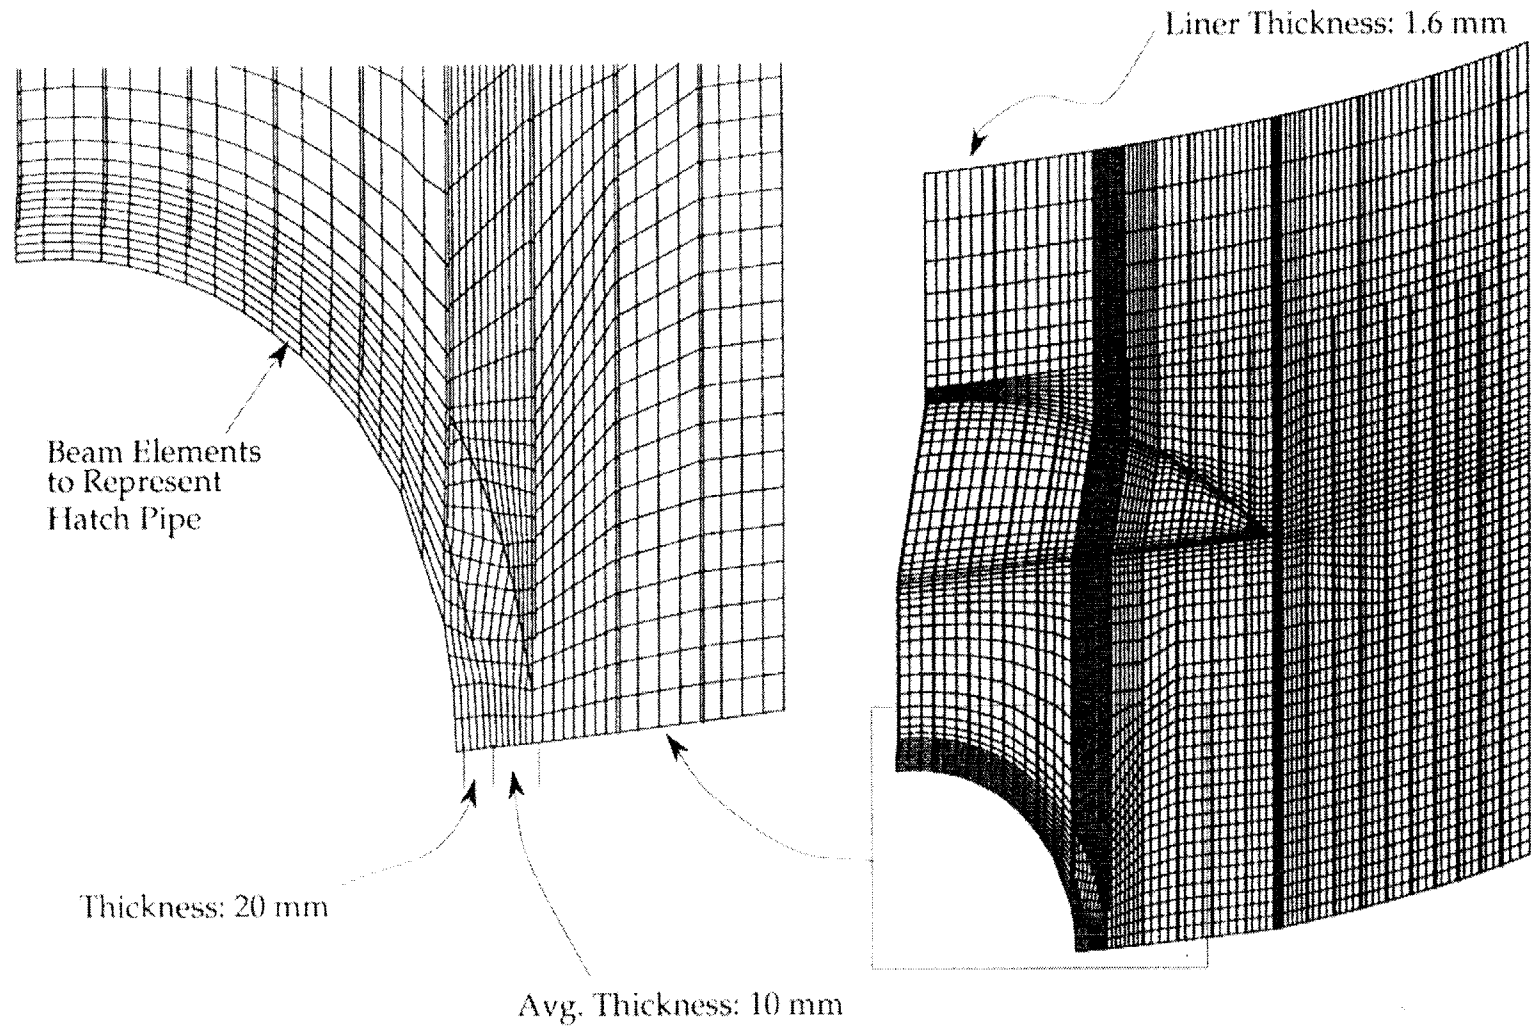 Liner Thickness: 1.6 mm
Beam Elements
to Represent
Hatch Pipe
Thickness: 20 mm
Avg. Thickness: 10 mm